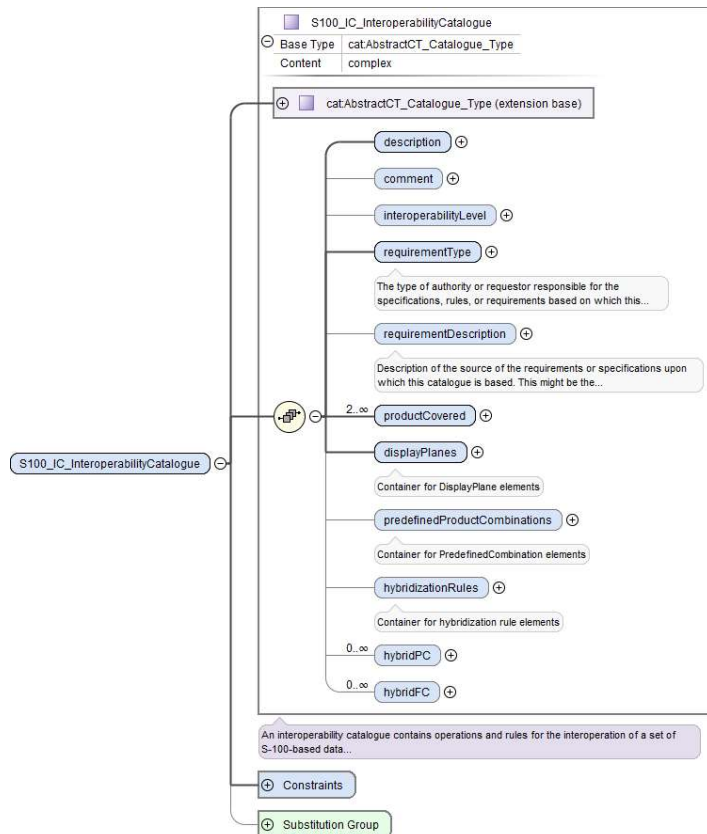 S100_IC_InteroperabilityCatalogue
Base Type cat:AbstractCT_Catalogue_Type
Content complex
cat:AbstractCT_Catalogue_Type (extension base)
description
comment
interoperabilityLevel
requirementType
The type of authority or requestor responsible for the
specifications, rules, or requirements based on which this...
requirementDescription
Description of the source of the requirements or specifications upon
which this catalogue is based. This might be the...
2..∞ productCovered
displayPlanes
S100_IC_InteroperabilityCatalogue
Container for DisplayPlane elements
predefinedProductCombinations
Container for PredefinedCombination elements
hybridizationRules
Container for hybridization rule elements
0..∞ hybridPC
0..∞ hybridFC
An interoperability catalogue contains operations and rules for the interoperation of a set of
S-100-based data...
Constraints
Substitution Group